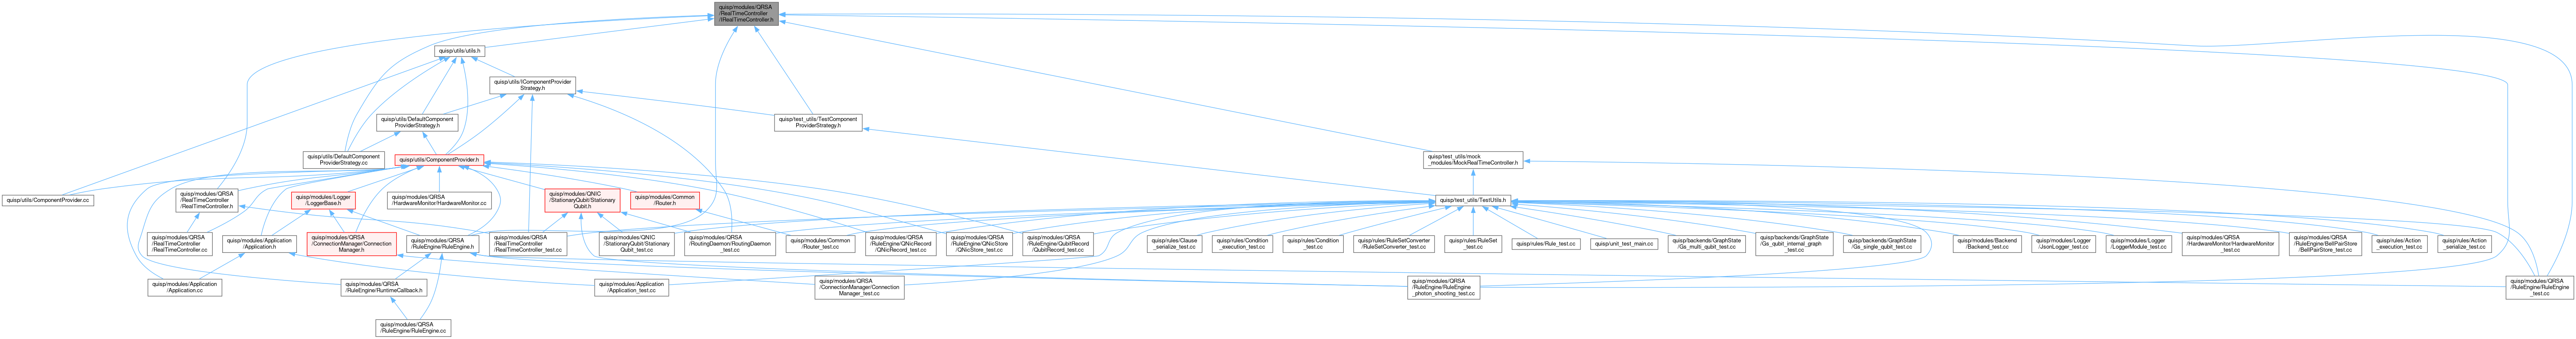 quisp/modules/QRSA
/RealTimeController
/IRealTimeController.h
quisp/utils/utils.h
quisp/utils/IComponentProvider
Strategy.h
quisp/utils/DefaultComponent
ProviderStrategy.h
quisp/test_utils/TestComponent
ProviderStrategy.h
quisp/utils/DefaultComponent
ProviderStrategy.cc
quisp/utils/ComponentProvider.h
quisp/test_utils/mock
_modules/MockRealTimeController.h
quisp/utils/ComponentProvider.cc
quisp/modules/QRSA
/RealTimeController
/RealTimeController.h
quisp/modules/Logger
/LoggerBase.h
quisp/modules/QRSA
/HardwareMonitor/HardwareMonitor.cc
quisp/modules/QNIC
/StationaryQubit/Stationary
Qubit.h
quisp/modules/Common
/Router.h
quisp/test_utils/TestUtils.h
quisp/modules/QRSA
/RealTimeController
/RealTimeController.cc
quisp/modules/Application
/Application.h
quisp/modules/QRSA
/ConnectionManager/Connection
Manager.h
quisp/modules/QRSA
/RuleEngine/RuleEngine.h
quisp/modules/QRSA
/RealTimeController
/RealTimeController_test.cc
quisp/modules/QNIC
/StationaryQubit/Stationary
Qubit_test.cc
quisp/modules/QRSA
/RoutingDaemon/RoutingDaemon
_test.cc
quisp/modules/Common
/Router_test.cc
quisp/modules/QRSA
/RuleEngine/QNicRecord
/QNicRecord_test.cc
quisp/modules/QRSA
/RuleEngine/QNicStore
/QNicStore_test.cc
quisp/modules/QRSA
/RuleEngine/QubitRecord
/QubitRecord_test.cc
quisp/rules/Clause
_serialize_test.cc
quisp/rules/Condition
_execution_test.cc
quisp/rules/Condition
_test.cc
quisp/rules/RuleSetConverter
/RuleSetConverter_test.cc
quisp/rules/RuleSet
_test.cc
quisp/rules/Rule_test.cc
quisp/unit_test_main.cc
quisp/backends/GraphState
/Gs_multi_qubit_test.cc
quisp/backends/GraphState
/Gs_qubit_internal_graph
_test.cc
quisp/backends/GraphState
/Gs_single_qubit_test.cc
quisp/modules/Backend
/Backend_test.cc
quisp/modules/Logger
/JsonLogger_test.cc
quisp/modules/Logger
/LoggerModule_test.cc
quisp/modules/QRSA
/HardwareMonitor/HardwareMonitor
_test.cc
quisp/modules/QRSA
/RuleEngine/BellPairStore
/BellPairStore_test.cc
quisp/rules/Action
_execution_test.cc
quisp/rules/Action
_serialize_test.cc
quisp/modules/Application
/Application.cc
quisp/modules/QRSA
/RuleEngine/RuntimeCallback.h
quisp/modules/Application
/Application_test.cc
quisp/modules/QRSA
/ConnectionManager/Connection
Manager_test.cc
quisp/modules/QRSA
/RuleEngine/RuleEngine
_photon_shooting_test.cc
quisp/modules/QRSA
/RuleEngine/RuleEngine
_test.cc
quisp/modules/QRSA
/RuleEngine/RuleEngine.cc